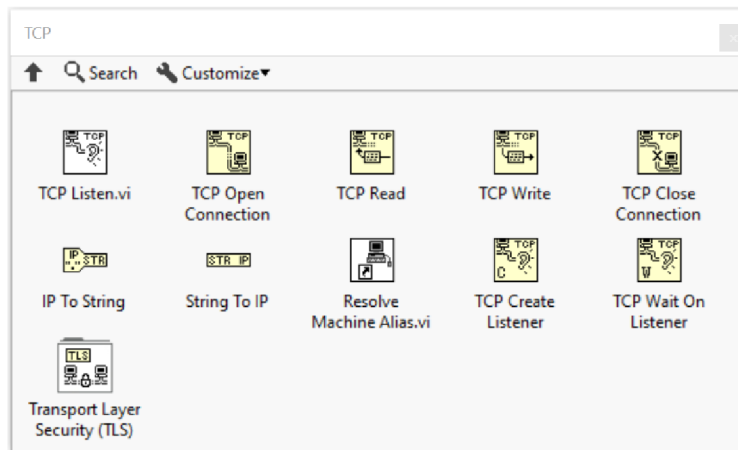 TCP
Search
Customize
TCP
TCP
TCP
TCP
TCP
TCP Listen.vi
TCP Open
Connection
TCP Read
TCP Write
TCP Close
Connection
IP
STR
STR IP
TCP
C
TCP
W
IP To String
String To IP
Resolve
Machine Alias.vi
TCP Create
Listener
TCP Wait On
Listener
TLS
Transport Layer
Security (TLS)